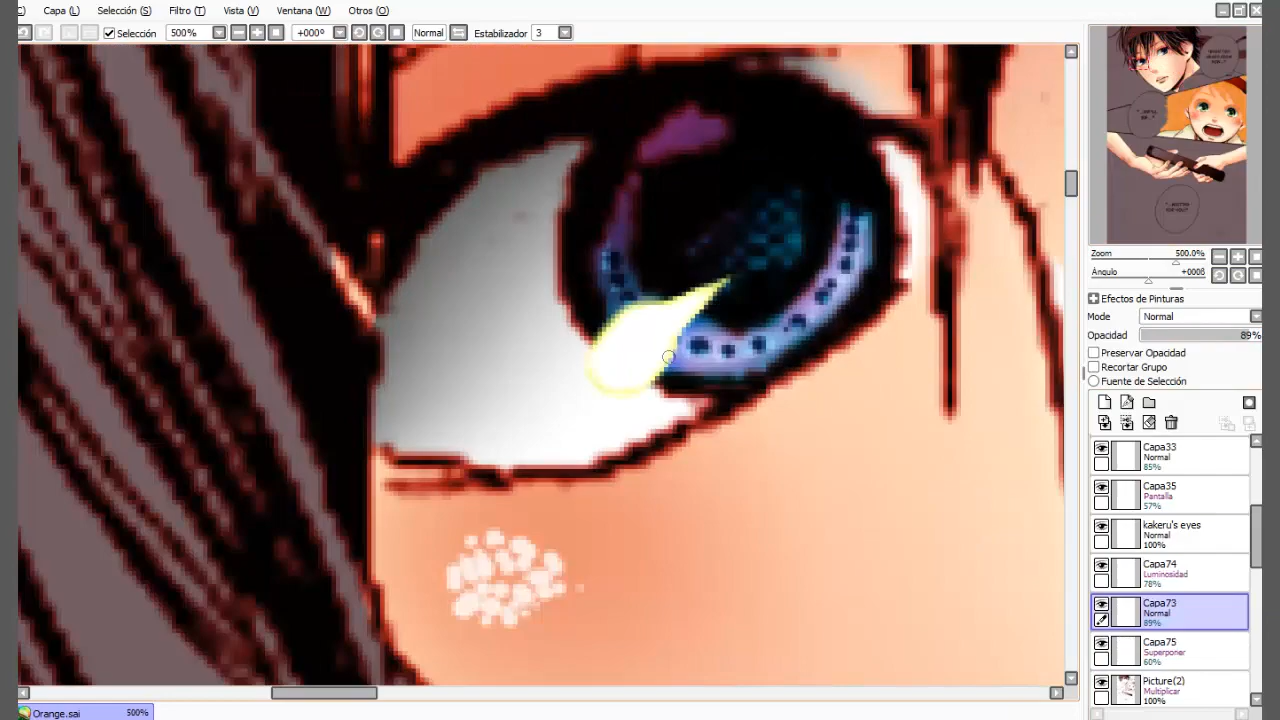 Capa (L) Selección (S) Filtro (T) Vista (V) Ventana (W) Otros (O)
Selección 500% +000º Normal Estabilizador 3
Zoom 500.0%
Ángulo +000ß
Efectos de Pinturas
Mode Normal
Opacidad 89%
Preservar Opacidad
Recortar Grupo
Fuente de Selección
Capa33
Normal
85%
Capa35
Pantalla
57%
kakeru's eyes
Normal
100%
Capa74
Luminosidad
78%
Capa73
Normal
89%
Capa75
Superponer
60%
Picture(2)
Multiplicar
100%
Orange.sai 500%